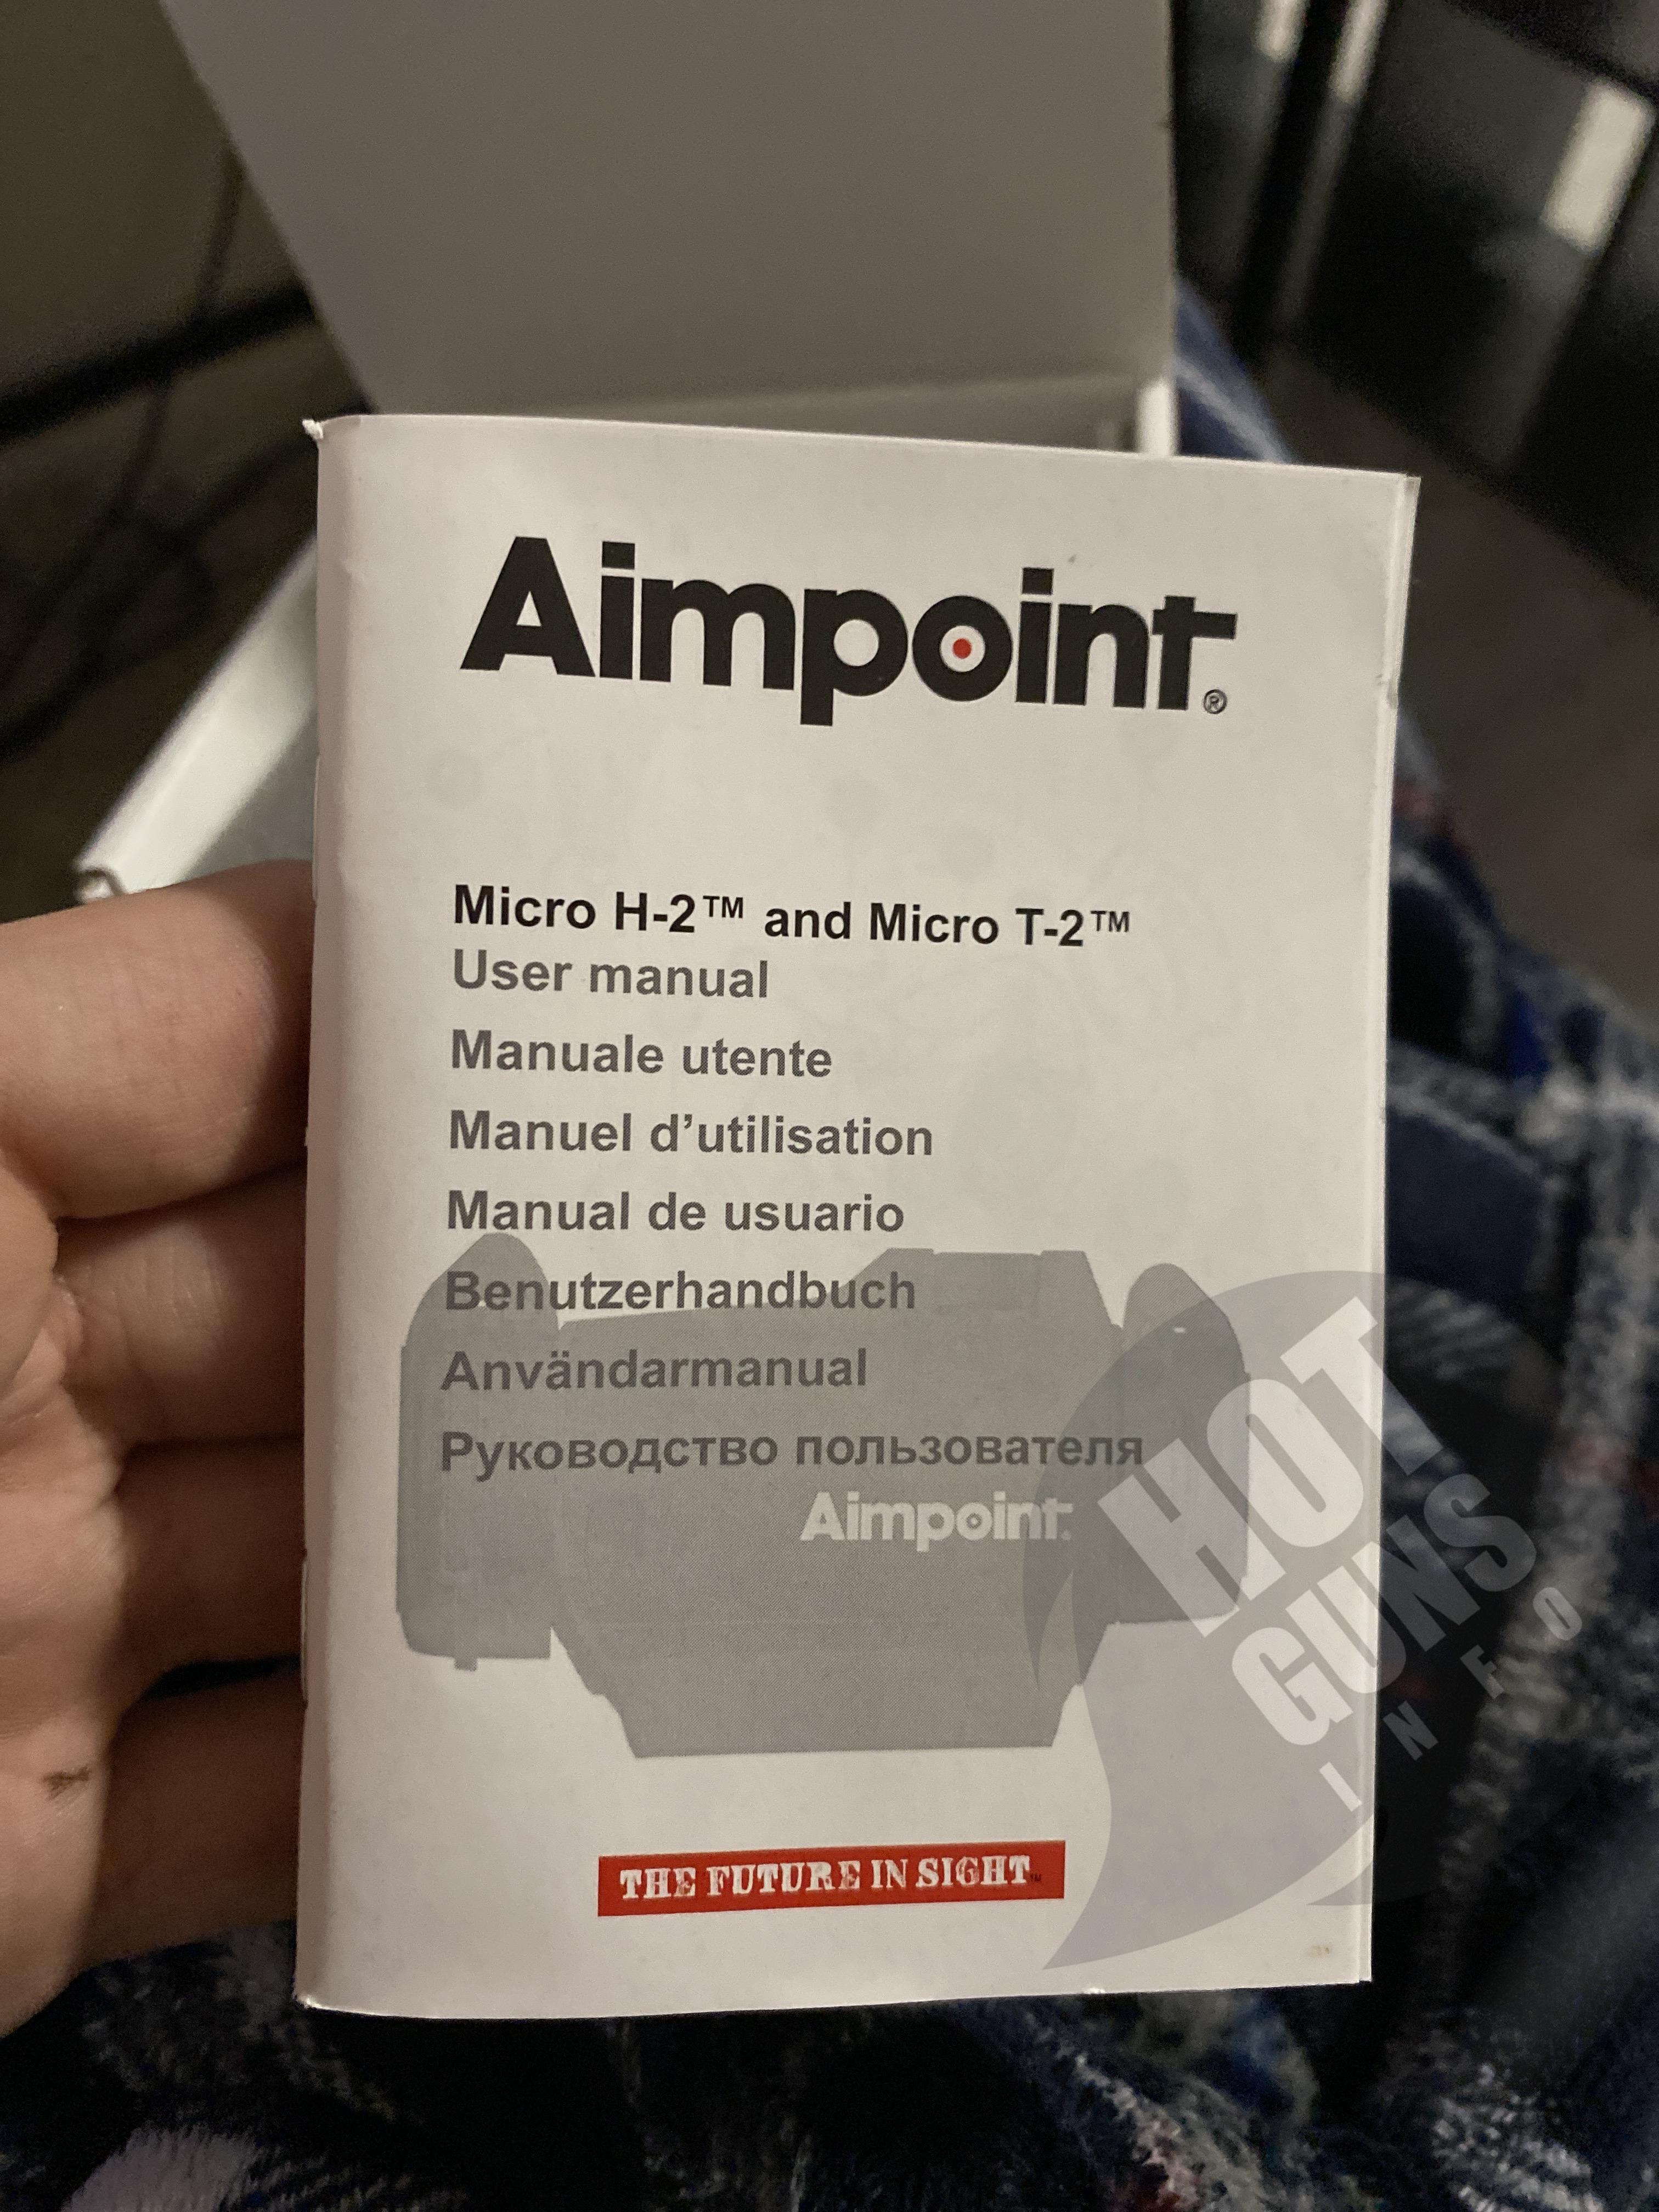 Aimpoint®
Micro H-2™ and Micro T-2™
User manual
Manuale utente
Manuel d’utilisation
Manual de usuario
Benutzerhandbuch
Användarmanual
Руководство пользователя
Aimpoint
THE FUTURE IN SIGHT™
HOT
GUNS
INFO